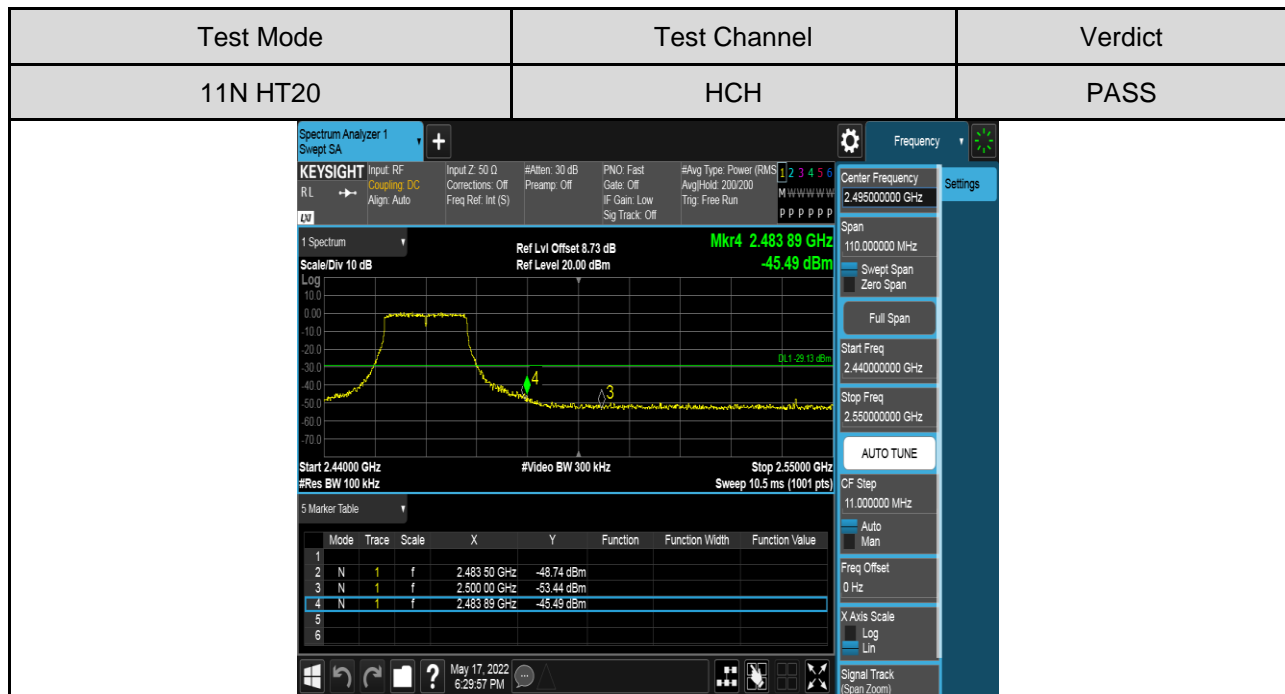 Test Mode Test Channel Verdict
11N HT20 HCH PASS
Spectrum Analyzer 1
Swept SA
+
Frequency
KEYSIGHT
RL
LXI
Input: RF
Coupling: DC
Align: Auto
Input Z: 50 Ω
Corrections: Off
Freq Ref: Int (S)
#Atten: 30 dB
Preamp: Off
PNO: Fast
Gate: Off
IF Gain: Low
Sig Track: Off
#Avg Type: Power (RMS
Avg|Hold: 200/200
Trig: Free Run
1 2 3 4 5 6
M W W W W W
P P P P P P
1 Spectrum
Scale/Div 10 dB
Ref Lvl Offset 8.73 dB
Ref Level 20.00 dBm
Mkr4 2.483 89 GHz
-45.49 dBm
Log
10.0
0.00
-10.0
-20.0
-30.0
-40.0
-50.0
-60.0
-70.0
DL1 -29.13 dBm
4
3
Start 2.44000 GHz #Video BW 300 kHz Stop 2.55000 GHz
#Res BW 100 kHz Sweep 10.5 ms (1001 pts)
5 Marker Table
Mode Trace Scale X Y Function Function Width Function Value
1
2 N 1 f 2.483 50 GHz -48.74 dBm
3 N 1 f 2.500 00 GHz -53.44 dBm
4 N 1 f 2.483 89 GHz -45.49 dBm
5
6
?
May 17, 2022
6:29:57 PM
Center Frequency
2.495000000 GHz
Settings
Span
110.000000 MHz
Swept Span
Zero Span
Full Span
Start Freq
2.440000000 GHz
Stop Freq
2.550000000 GHz
AUTO TUNE
CF Step
11.000000 MHz
Auto
Man
Freq Offset
0 Hz
X Axis Scale
Log
Lin
Signal Track
(Span Zoom)